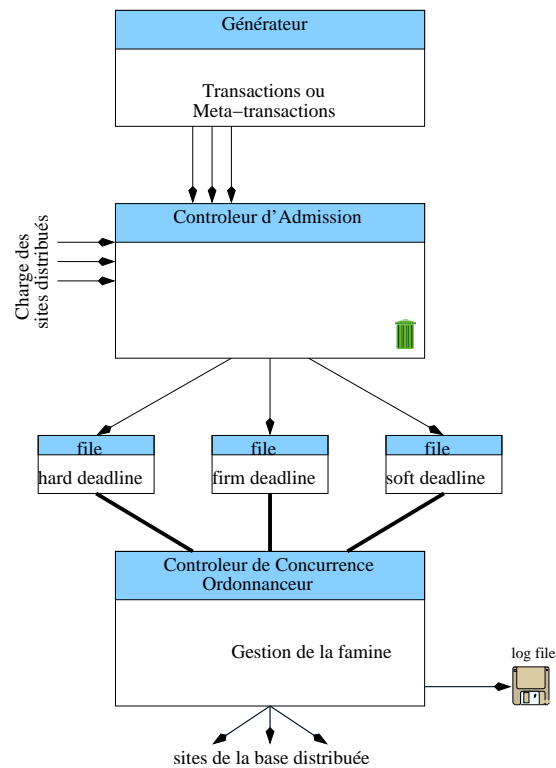 Générateur
Transactions ou
Meta−transactions
Controleur d'Admission
Charge des
sites distribués
file
hard deadline
file
firm deadline
file
soft deadline
Controleur de Concurrence
Ordonnanceur
Gestion de la famine
log file
sites de la base distribuée